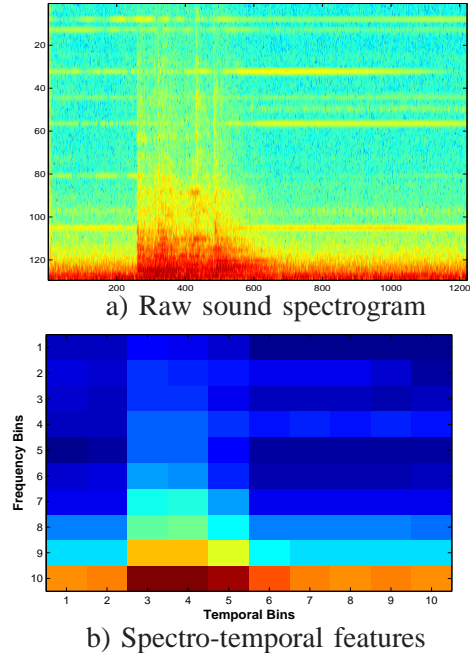 20
40
60
80
100
120
200 400 600 800 1000 1200
a) Raw sound spectrogram
Frequency Bins
1
2
3
4
5
6
7
8
9
10
1 2 3 4 5 6 7 8 9 10
Temporal Bins
b) Spectro-temporal features